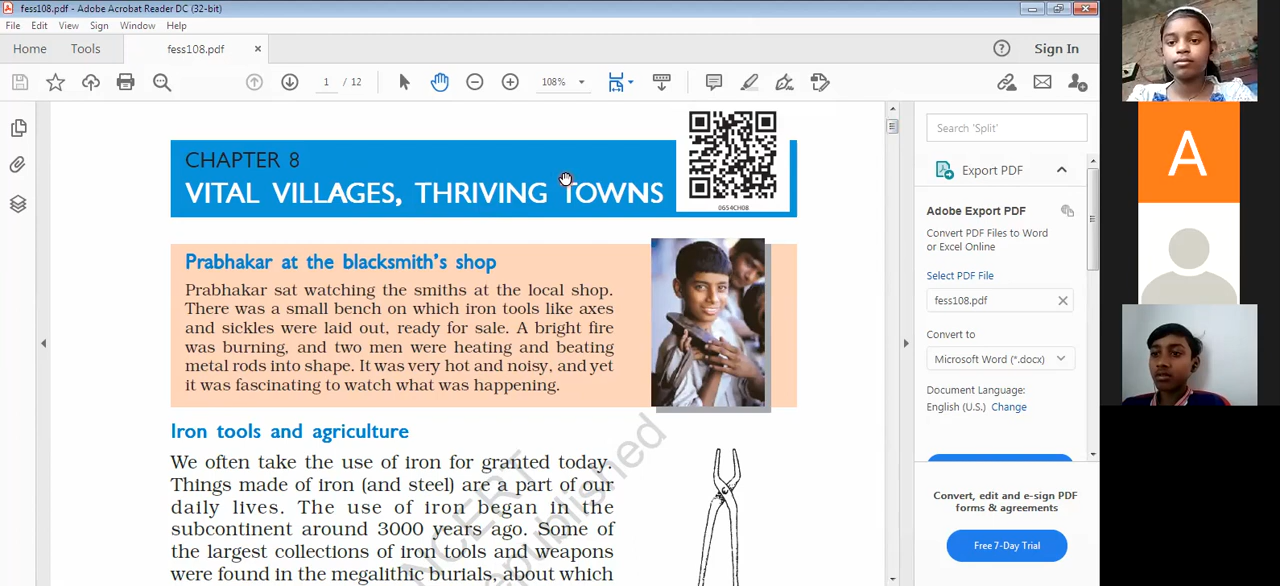 fess108.pdf - Adobe Acrobat Reader DC (32-bit)
File Edit View Sign Window Help
Home Tools fess108.pdf × ? Sign In
1 / 12 108%
CHAPTER 8
VITAL VILLAGES, THRIVING TOWNS
0654CH08
Prabhakar at the blacksmith's shop
Prabhakar sat watching the smiths at the local shop.
There was a small bench on which iron tools like axes
and sickles were laid out, ready for sale. A bright fire
was burning, and two men were heating and beating
metal rods into shape. It was very hot and noisy, and yet
it was fascinating to watch what was happening.
Iron tools and agriculture
We often take the use of iron for granted today.
Things made of iron (and steel) are a part of our
daily lives. The use of iron began in the
subcontinent around 3000 years ago. Some of
the largest collections of iron tools and weapons
were found in the megalithic burials, about which
NCERT
republished
Search 'Split'
Export PDF
Adobe Export PDF
Convert PDF Files to Word
or Excel Online
Select PDF File
fess108.pdf
Convert to
Microsoft Word (*.docx)
Document Language:
English (U.S.) Change
Convert, edit and e-sign PDF
forms & agreements
Free 7-Day Trial
A